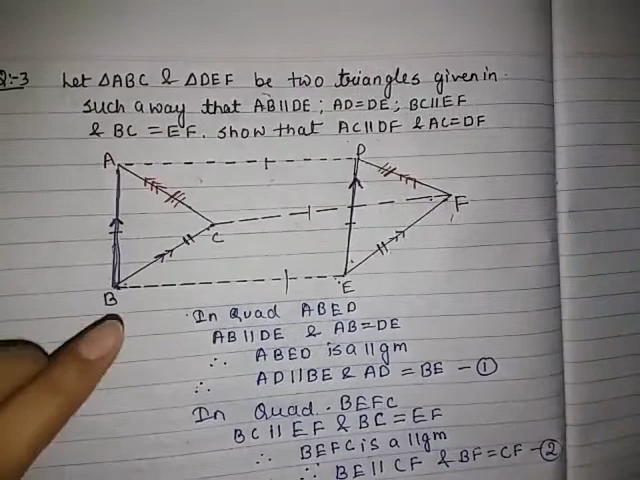 Q:-3 Let △ABC & △DEF be two triangles given in
such a way that AB||DE ; AD=DE ; BC||EF
& BC = EF. show that AC||DF & AC=DF
A D
F
C
B E
In Quad ABED
AB||DE & AB=DE
∴ ABED is a ||gm
∴ AD||BE & AD = BE - ①
In Quad. BEFC
BC || EF & BC = EF
∴ BEFC is a ||gm
∵ BE|| CF & BF = CF - ②